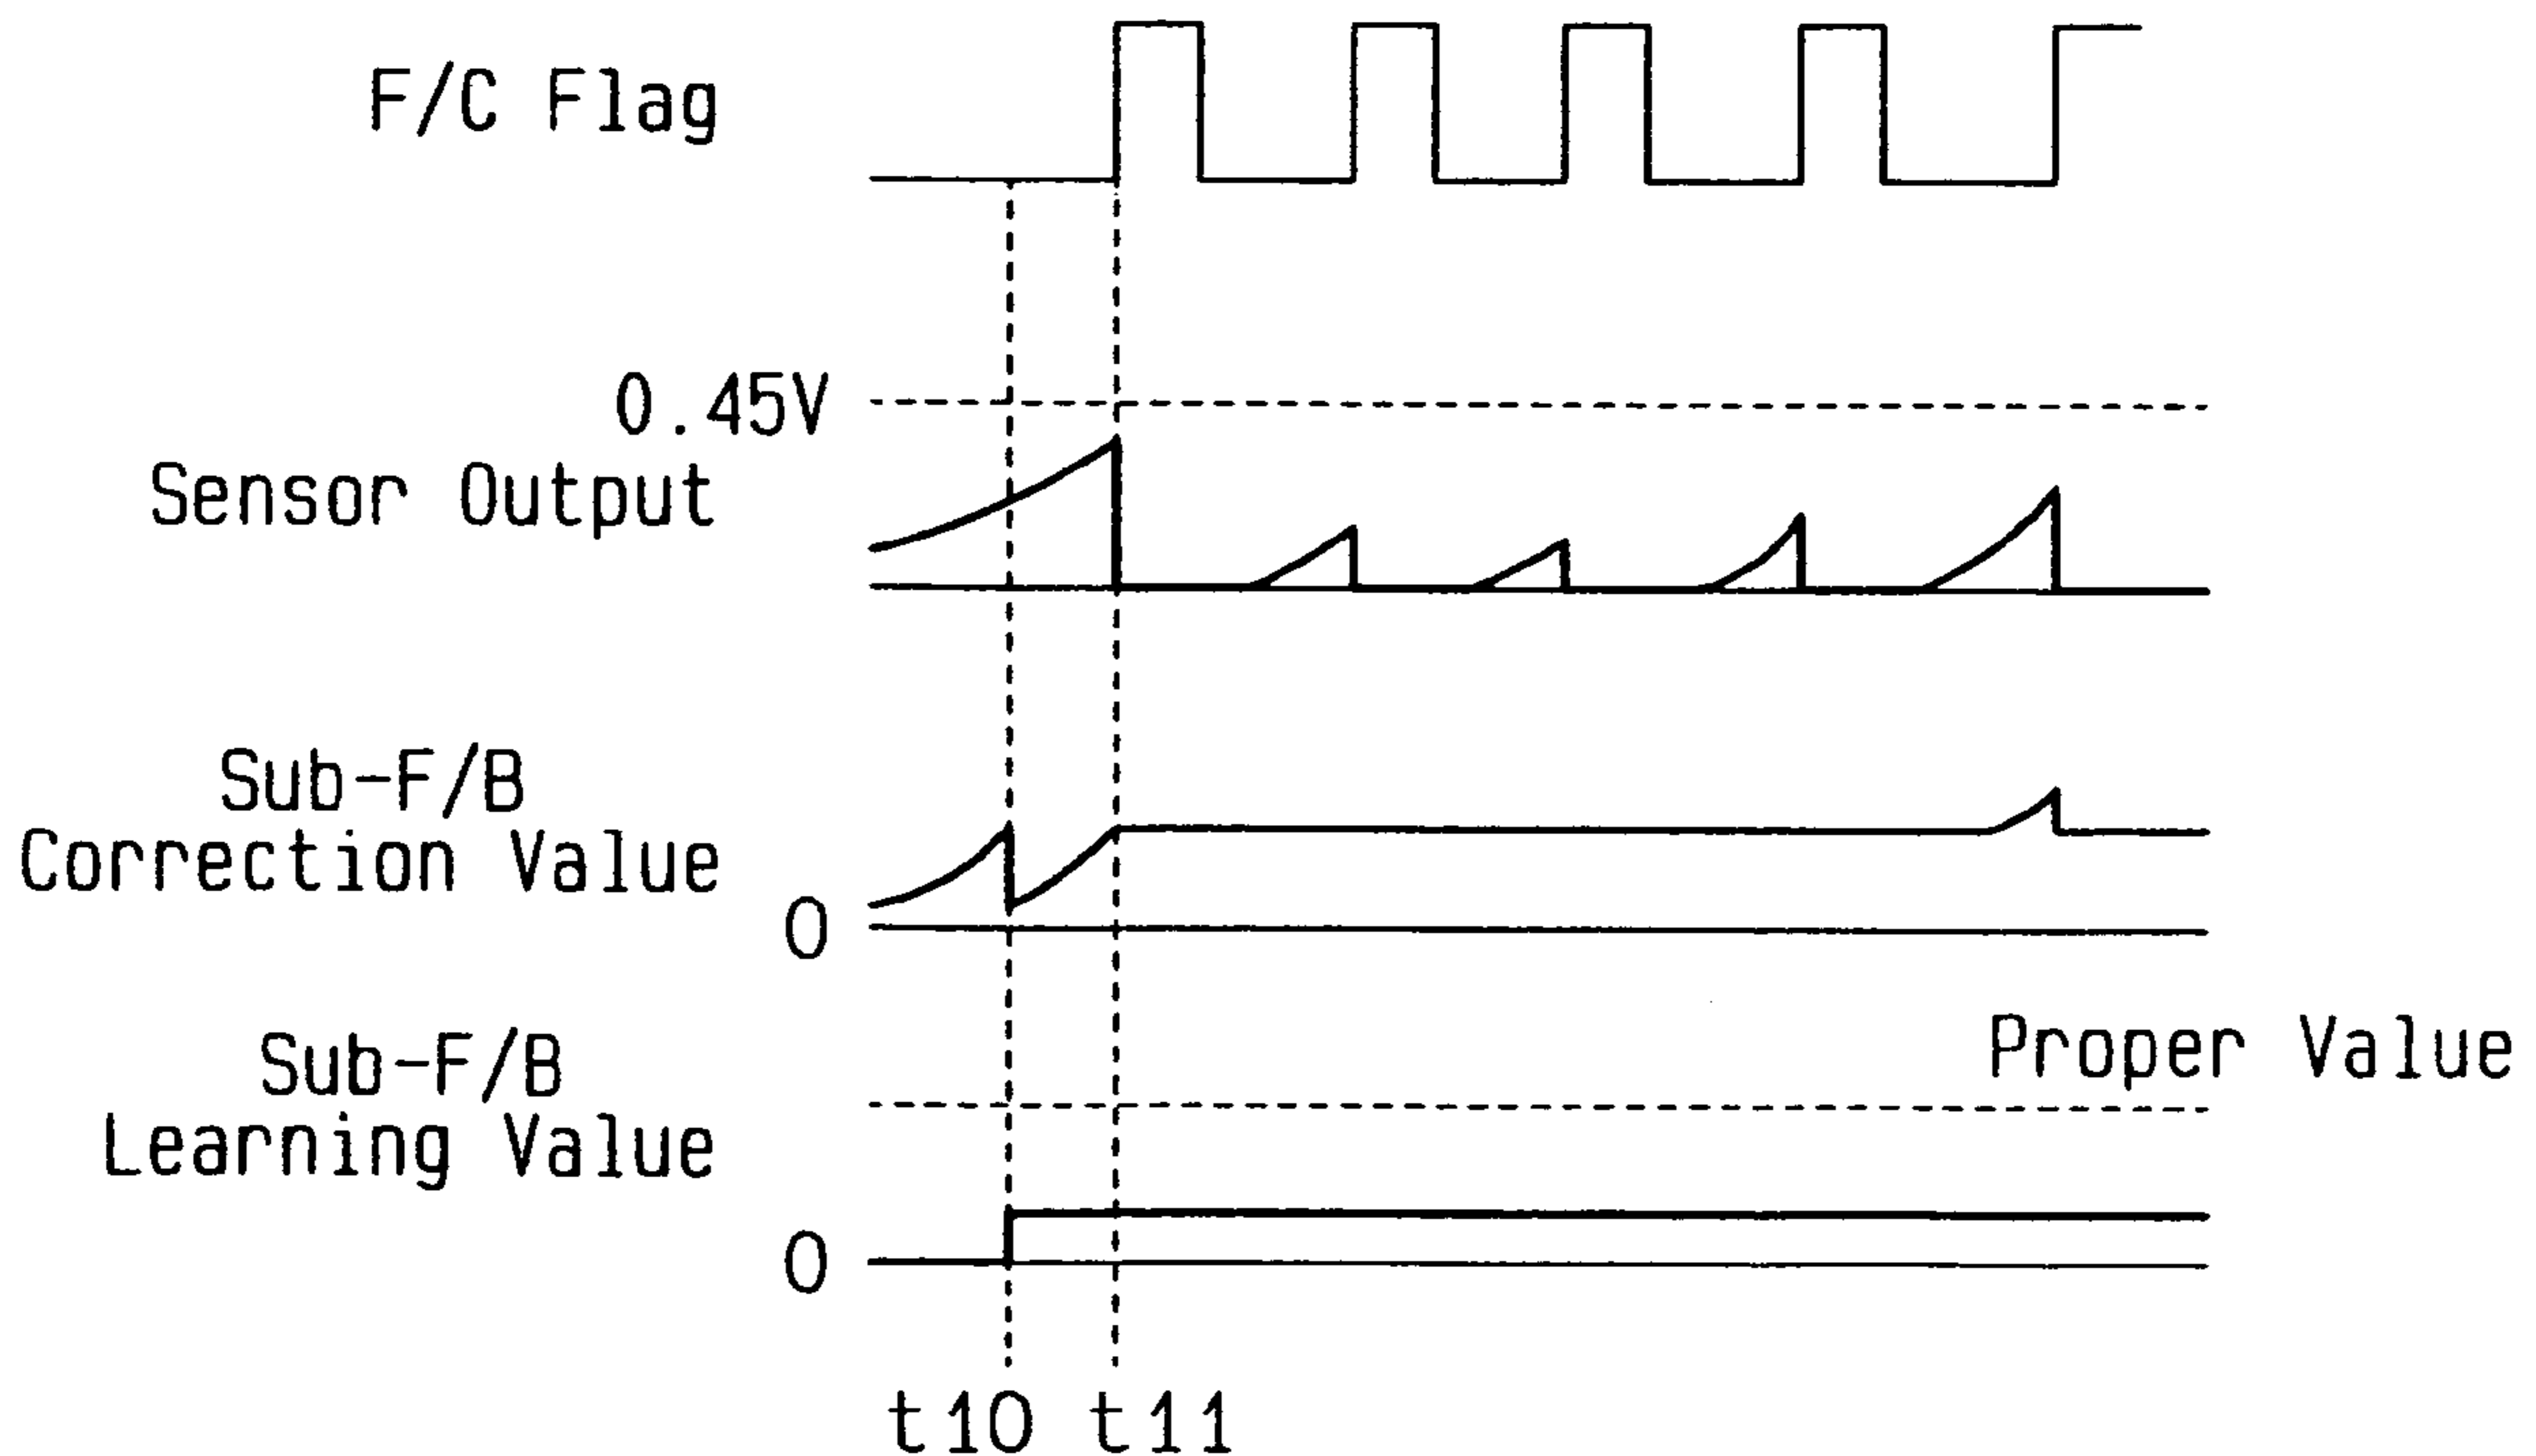 F/C Flag
0.45V
Sensor Output
Sub-F/B
Correction Value
0
Proper Value
Sub-F/B
Learning Value
0
t10 t11